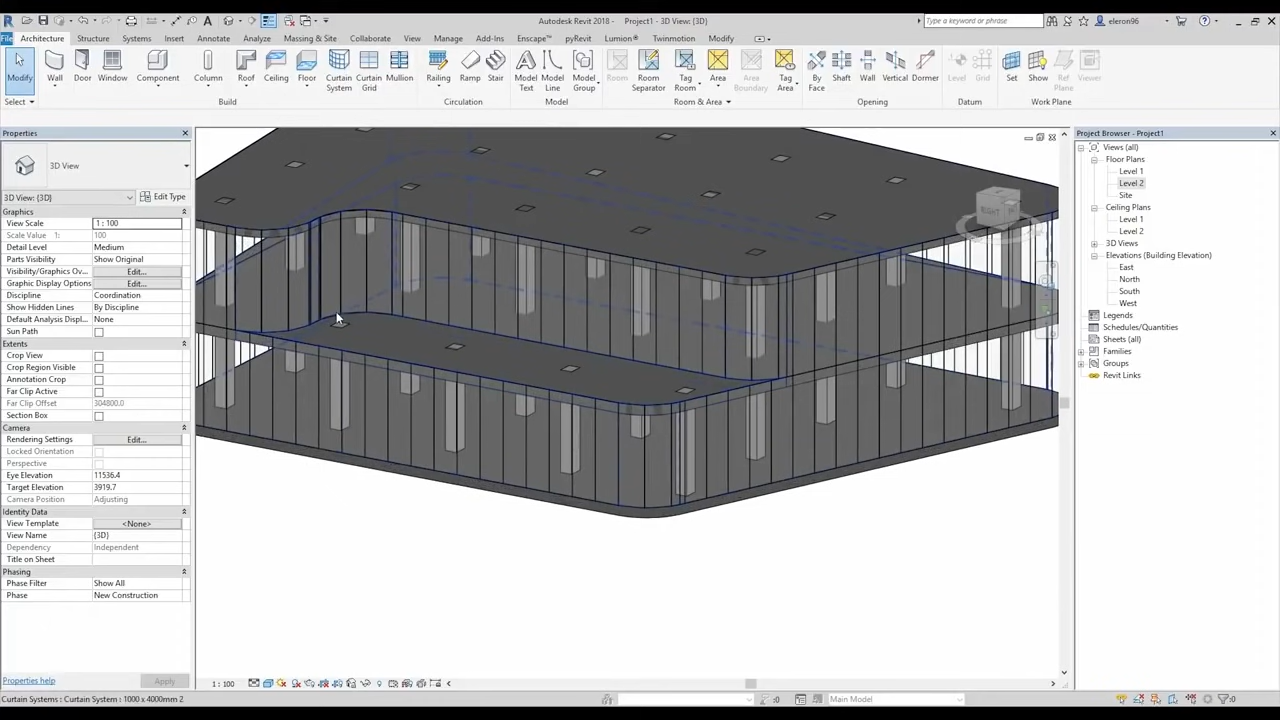 Autodesk Revit 2018 - Project1 - 3D View: {3D}
Type a keyword or phrase
eleron96
File Architecture Structure Systems Insert Annotate Analyze Massing & Site Collaborate View Manage Add-Ins Enscape™ pyRevit Lumion® Twinmotion Modify
Modify Wall Door Window Component Column Roof Ceiling Floor Curtain System Curtain Grid Mullion Railing Ramp Stair Model Text Model Line Model Group Room Room Separator Tag Room Area Area Boundary Tag Area By Face Shaft Wall Vertical Dormer Level Grid Set Show Ref Plane Viewer
Select Build Circulation Model Room & Area Opening Datum Work Plane
Properties
3D View
3D View: {3D} Edit Type
Graphics
View Scale 1 : 100
Scale Value 1: 100
Detail Level Medium
Parts Visibility Show Original
Visibility/Graphics Ov... Edit...
Graphic Display Options Edit...
Discipline Coordination
Show Hidden Lines By Discipline
Default Analysis Displ... None
Sun Path
Extents
Crop View
Crop Region Visible
Annotation Crop
Far Clip Active
Far Clip Offset 304800.0
Section Box
Camera
Rendering Settings Edit...
Locked Orientation
Perspective
Eye Elevation 11536.4
Target Elevation 3919.7
Camera Position Adjusting
Identity Data
View Template <None>
View Name {3D}
Dependency Independent
Title on Sheet
Phasing
Phase Filter Show All
Phase New Construction
Properties help Apply
RIGHT
Project Browser - Project1
Views (all)
Floor Plans
Level 1
Level 2
Site
Ceiling Plans
Level 1
Level 2
3D Views
Elevations (Building Elevation)
East
North
South
West
Legends
Schedules/Quantities
Sheets (all)
Families
Groups
Revit Links
1 : 100
Curtain Systems : Curtain System : 1000 x 4000mm 2
:0
Main Model
:0